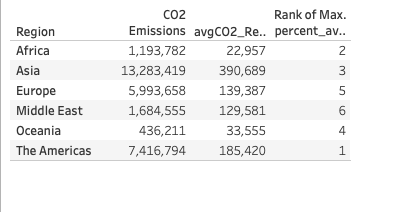 CO2 Rank of Max.
Region Emissions avgCO2_Re.. percent_av..
Africa 1,193,782 22,957 2
Asia 13,283,419 390,689 3
Europe 5,993,658 139,387 5
Middle East 1,684,555 129,581 6
Oceania 436,211 33,555 4
The Americas 7,416,794 185,420 1